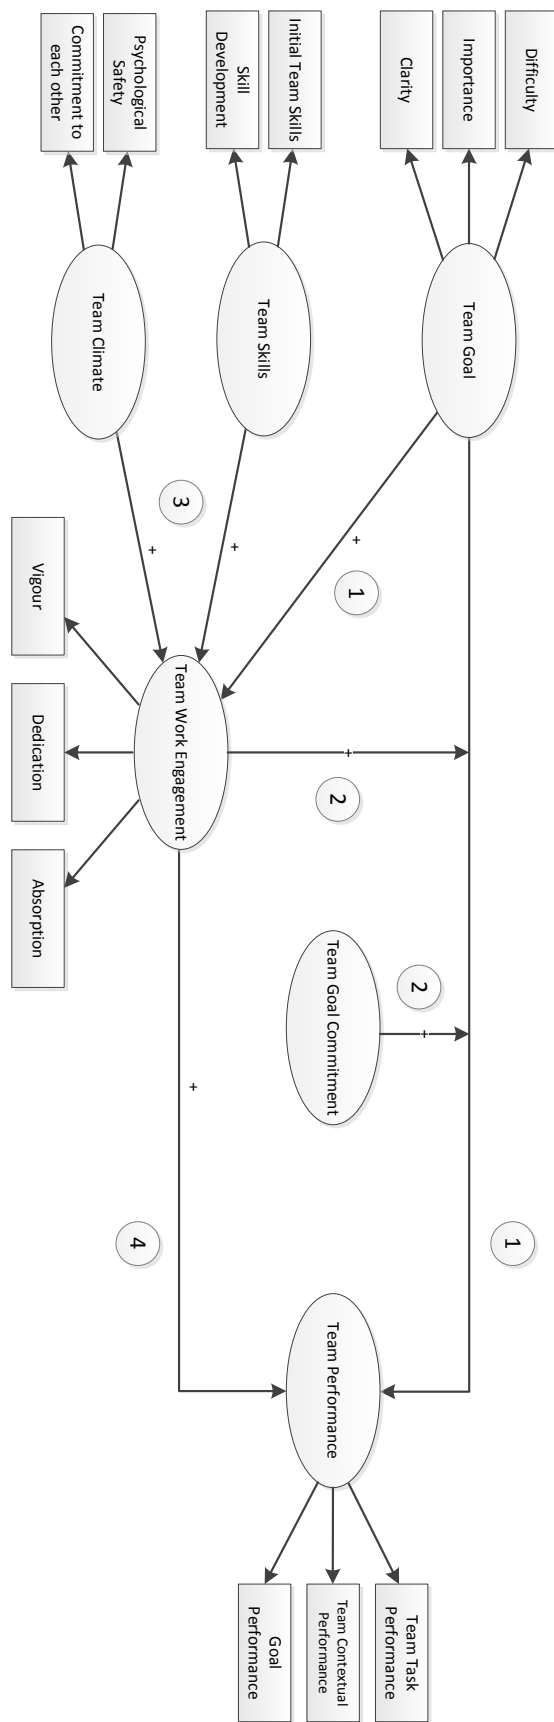 Difficulty
Importance
Clarity
Team Goal
Initial Team Skills
Skill
Development
Team Skills
Psychological
Safety
Commitment to
each other
Team Climate
+
1
+
3
+
Team Work Engagement
Vigour
Dedication
Absorption
+
2
Team Goal Commitment
+
2
1
+
4
Team Performance
Team Task
Performance
Team Contextual
Performance
Goal
Performance